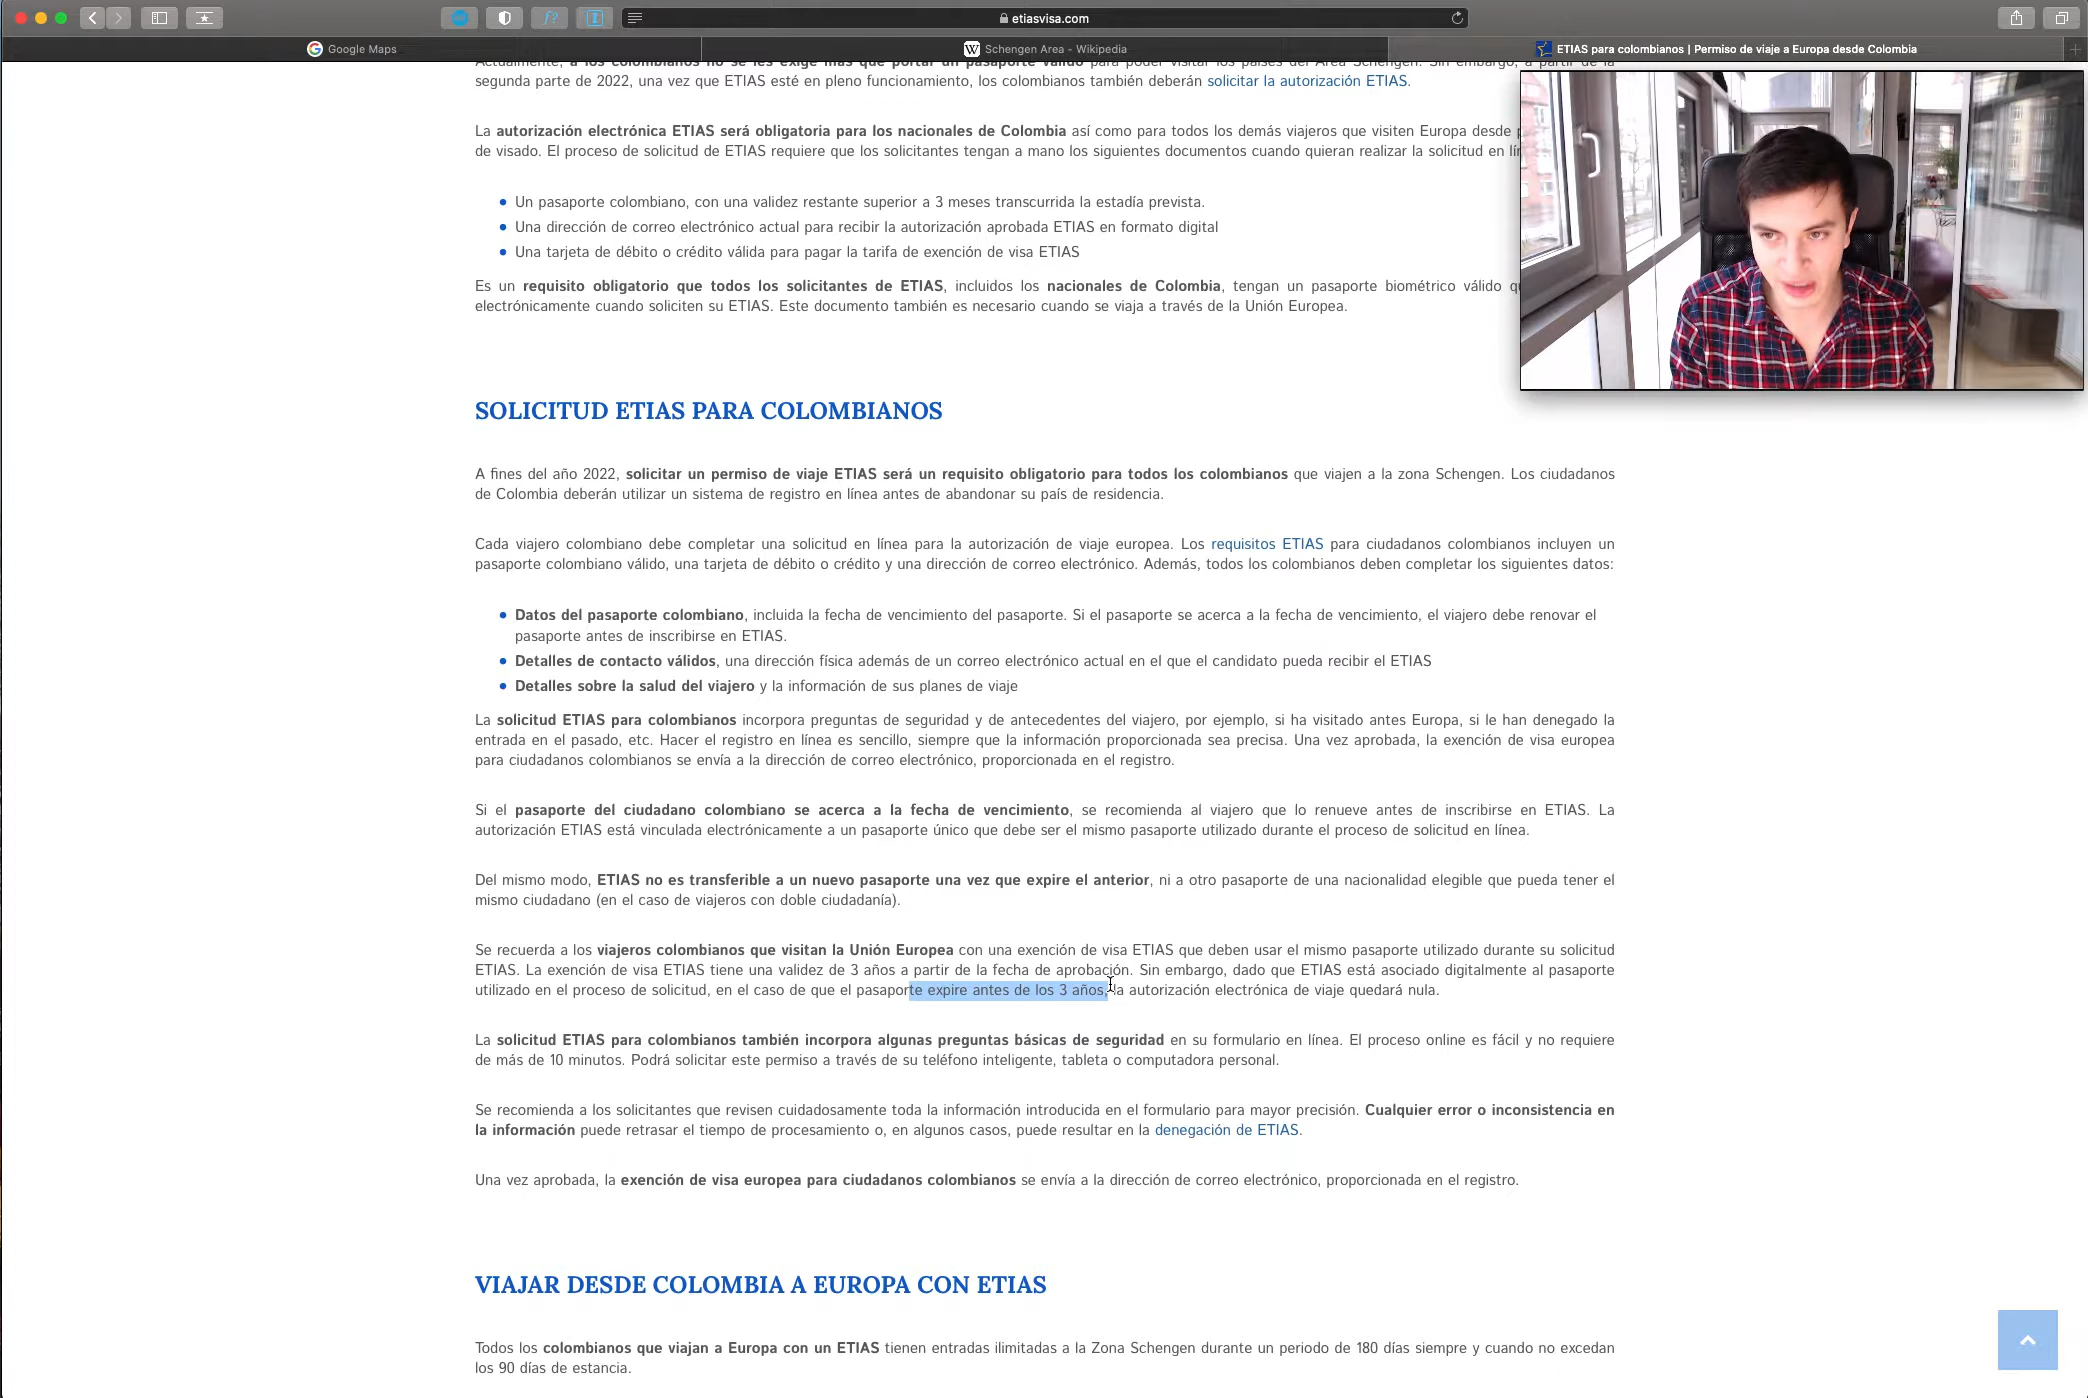 etiasvisa.com
Google Maps
Schengen Area - Wikipedia
ETIAS para colombianos | Permiso de viaje a Europa desde Colombia
Actualmente, a los colombianos no se les exige más que portar un pasaporte válido para poder visitar los países del Área Schengen. Sin embargo, a partir de la
segunda parte de 2022, una vez que ETIAS esté en pleno funcionamiento, los colombianos también deberán solicitar la autorización ETIAS.
La autorización electrónica ETIAS será obligatoria para los nacionales de Colombia así como para todos los demás viajeros que visiten Europa desde
de visado. El proceso de solicitud de ETIAS requiere que los solicitantes tengan a mano los siguientes documentos cuando quieran realizar la solicitud en
Un pasaporte colombiano, con una validez restante superior a 3 meses transcurrida la estadía prevista.
Una dirección de correo electrónico actual para recibir la autorización aprobada ETIAS en formato digital
Una tarjeta de débito o crédito válida para pagar la tarifa de exención de visa ETIAS
Es un requisito obligatorio que todos los solicitantes de ETIAS, incluidos los nacionales de Colombia, tengan un pasaporte biométrico válido
electrónicamente cuando soliciten su ETIAS. Este documento también es necesario cuando se viaja a través de la Unión Europea.
SOLICITUD ETIAS PARA COLOMBIANOS
A fines del año 2022, solicitar un permiso de viaje ETIAS será un requisito obligatorio para todos los colombianos que viajen a la zona Schengen. Los ciudadanos
de Colombia deberán utilizar un sistema de registro en línea antes de abandonar su país de residencia.
Cada viajero colombiano debe completar una solicitud en línea para la autorización de viaje europea. Los requisitos ETIAS para ciudadanos colombianos incluyen un
pasaporte colombiano válido, una tarjeta de débito o crédito y una dirección de correo electrónico. Además, todos los colombianos deben completar los siguientes datos:
Datos del pasaporte colombiano, incluida la fecha de vencimiento del pasaporte. Si el pasaporte se acerca a la fecha de vencimiento, el viajero debe renovar el
pasaporte antes de inscribirse en ETIAS.
Detalles de contacto válidos, una dirección física además de un correo electrónico actual en el que el candidato pueda recibir el ETIAS
Detalles sobre la salud del viajero y la información de sus planes de viaje
La solicitud ETIAS para colombianos incorpora preguntas de seguridad y de antecedentes del viajero, por ejemplo, si ha visitado antes Europa, si le han denegado la
entrada en el pasado, etc. Hacer el registro en línea es sencillo, siempre que la información proporcionada sea precisa. Una vez aprobada, la exención de visa europea
para ciudadanos colombianos se envía a la dirección de correo electrónico, proporcionada en el registro.
Si el pasaporte del ciudadano colombiano se acerca a la fecha de vencimiento, se recomienda al viajero que lo renueve antes de inscribirse en ETIAS. La
autorización ETIAS está vinculada electrónicamente a un pasaporte único que debe ser el mismo pasaporte utilizado durante el proceso de solicitud en línea.
Del mismo modo, ETIAS no es transferible a un nuevo pasaporte una vez que expire el anterior, ni a otro pasaporte de una nacionalidad elegible que pueda tener el
mismo ciudadano (en el caso de viajeros con doble ciudadanía).
Se recuerda a los viajeros colombianos que visitan la Unión Europea con una exención de visa ETIAS que deben usar el mismo pasaporte utilizado durante su solicitud
ETIAS. La exención de visa ETIAS tiene una validez de 3 años a partir de la fecha de aprobación. Sin embargo, dado que ETIAS está asociado digitalmente al pasaporte
utilizado en el proceso de solicitud, en el caso de que el pasaporte expire antes de los 3 años, la autorización electrónica de viaje quedará nula.
La solicitud ETIAS para colombianos también incorpora algunas preguntas básicas de seguridad en su formulario en línea. El proceso online es fácil y no requiere
de más de 10 minutos. Podrá solicitar este permiso a través de su teléfono inteligente, tableta o computadora personal.
Se recomienda a los solicitantes que revisen cuidadosamente toda la información introducida en el formulario para mayor precisión. Cualquier error o inconsistencia en
la información puede retrasar el tiempo de procesamiento o, en algunos casos, puede resultar en la denegación de ETIAS.
Una vez aprobada, la exención de visa europea para ciudadanos colombianos se envía a la dirección de correo electrónico, proporcionada en el registro.
VIAJAR DESDE COLOMBIA A EUROPA CON ETIAS
Todos los colombianos que viajan a Europa con un ETIAS tienen entradas ilimitadas a la Zona Schengen durante un periodo de 180 días siempre y cuando no excedan
los 90 días de estancia.